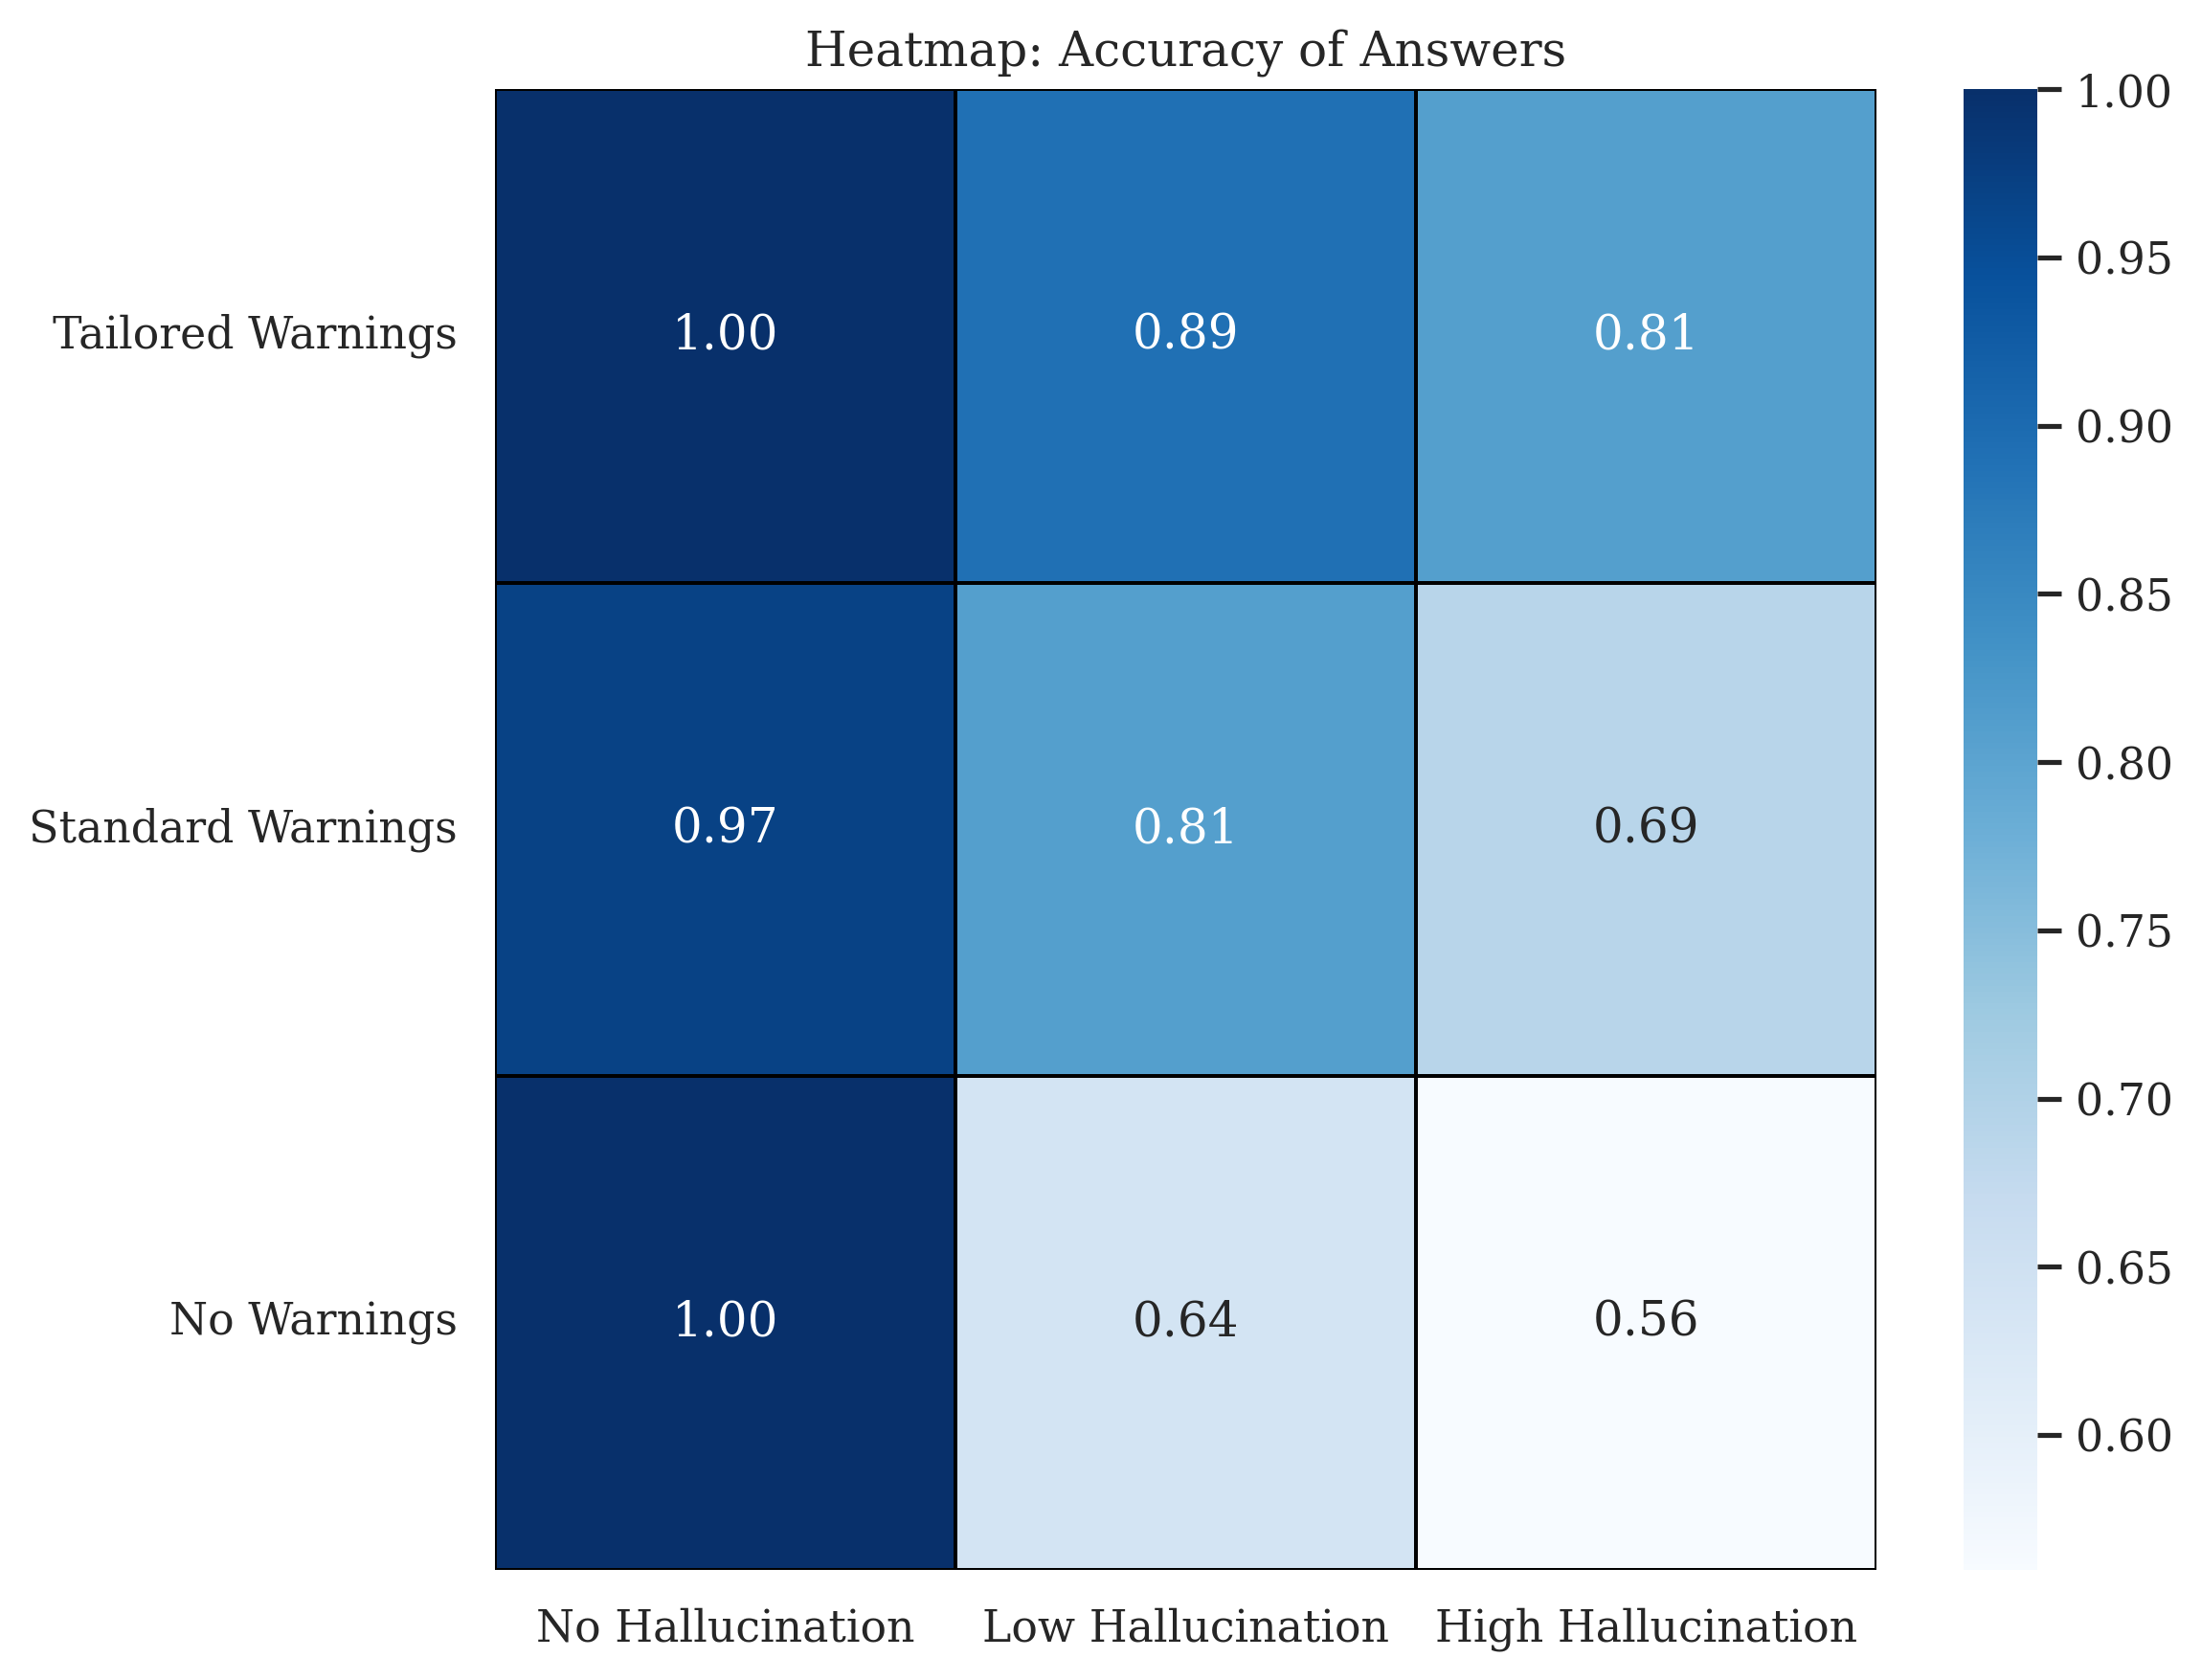 Heatmap: Accuracy of Answers
Tailored Warnings 1.00 0.89 0.81
Standard Warnings 0.97 0.81 0.69
No Warnings 1.00 0.64 0.56
No Hallucination Low Hallucination High Hallucination
1.00
0.95
0.90
0.85
0.80
0.75
0.70
0.65
0.60